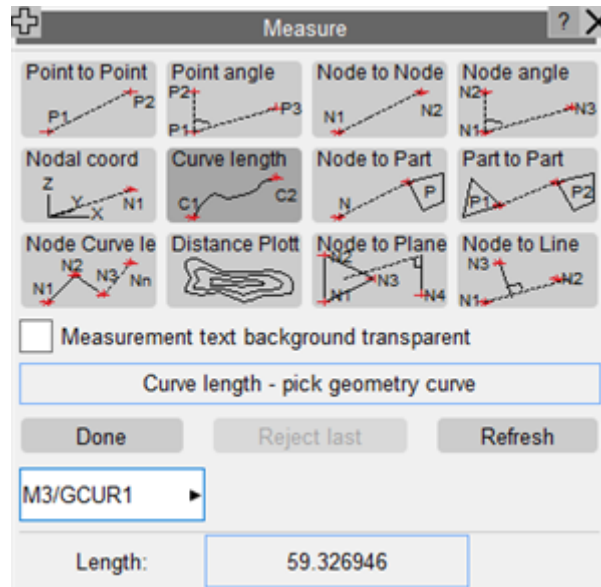 Measure ?
Point to Point
P1 P2
Point angle
P2
P1 P3
Node to Node
N1 N2
Node angle
N2
N1 N3
Nodal coord
Z
Y
X N1
Curve length
C1 C2
Node to Part
N P
Part to Part
P1 P2
Node Curve le
N1 N2 N3 Nn
Distance Plott
Node to Plane
N2
N3
N1 N4
Node to Line
N3
N2
N1
Measurement text background transparent
Curve length - pick geometry curve
Done Reject last Refresh
M3/GCUR1
Length: 59.326946